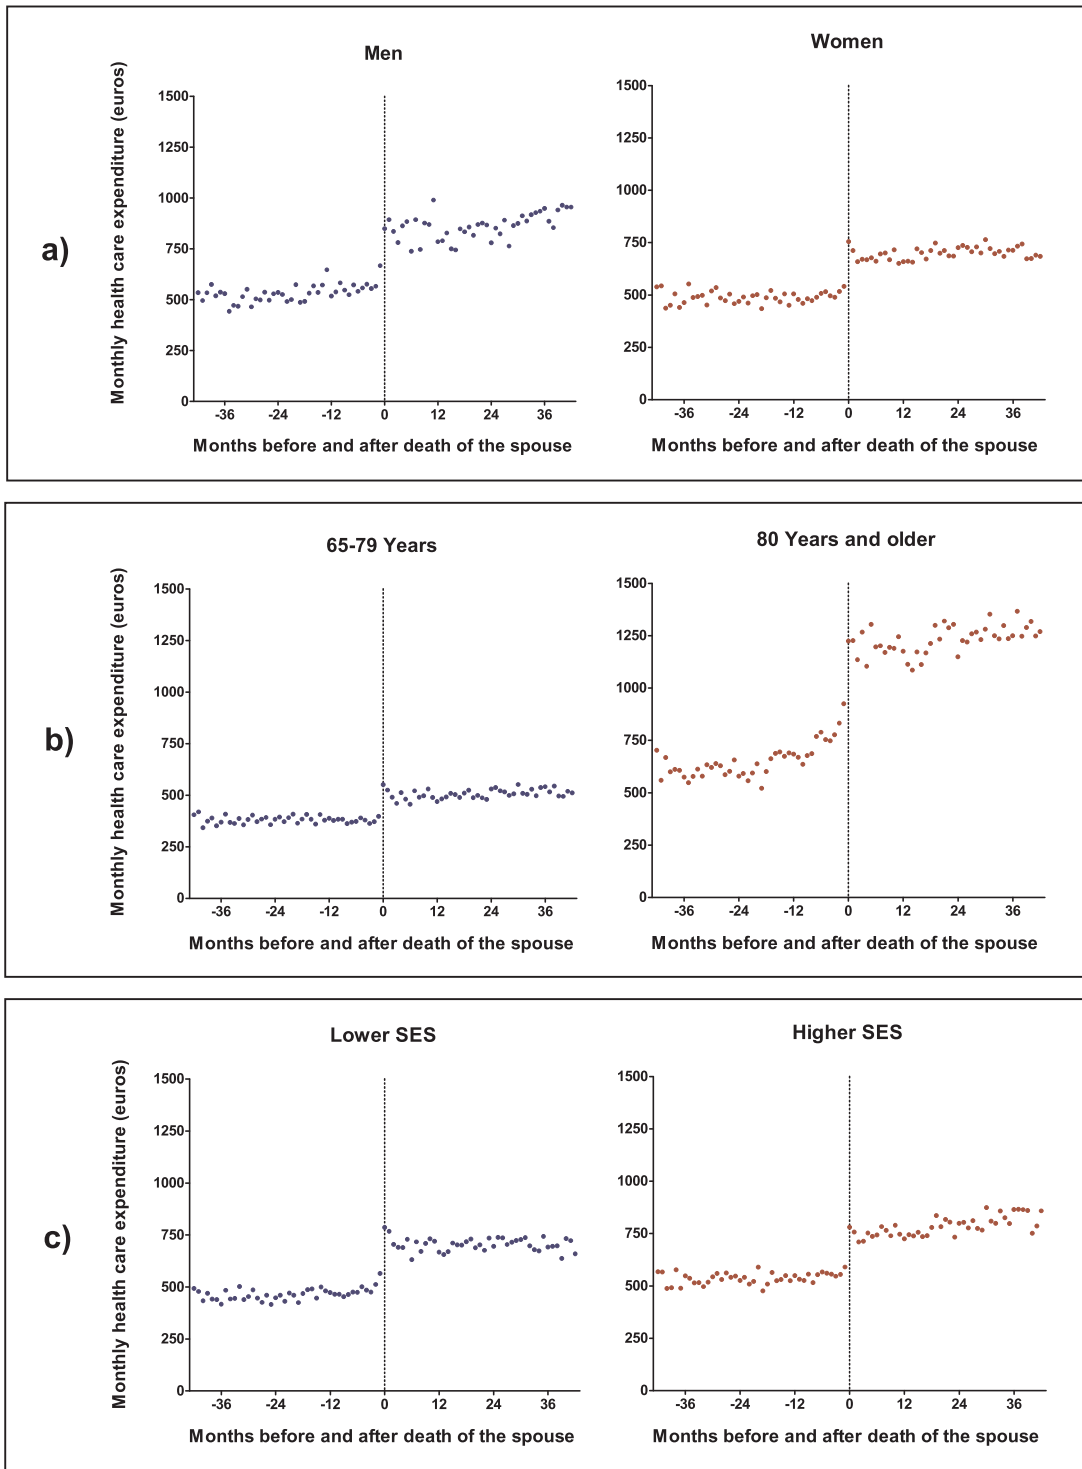 a)
Men
Monthly health care expenditure (euros)
1500
1250
1000
750
500
250
0
-36 -24 -12 0 12 24 36
Months before and after death of the spouse
Women
1500
1250
1000
750
500
250
0
-36 -24 -12 0 12 24 36
Months before and after death of the spouse
b)
65-79 Years
Monthly health care expenditure (euros)
1500
1250
1000
750
500
250
0
-36 -24 -12 0 12 24 36
Months before and after death of the spouse
80 Years and older
1500
1250
1000
750
500
250
0
-36 -24 -12 0 12 24 36
Months before and after death of the spouse
c)
Lower SES
Monthly health care expenditure (euros)
1500
1250
1000
750
500
250
0
-36 -24 -12 0 12 24 36
Months before and after death of the spouse
Higher SES
1500
1250
1000
750
500
250
0
-36 -24 -12 0 12 24 36
Months before and after death of the spouse